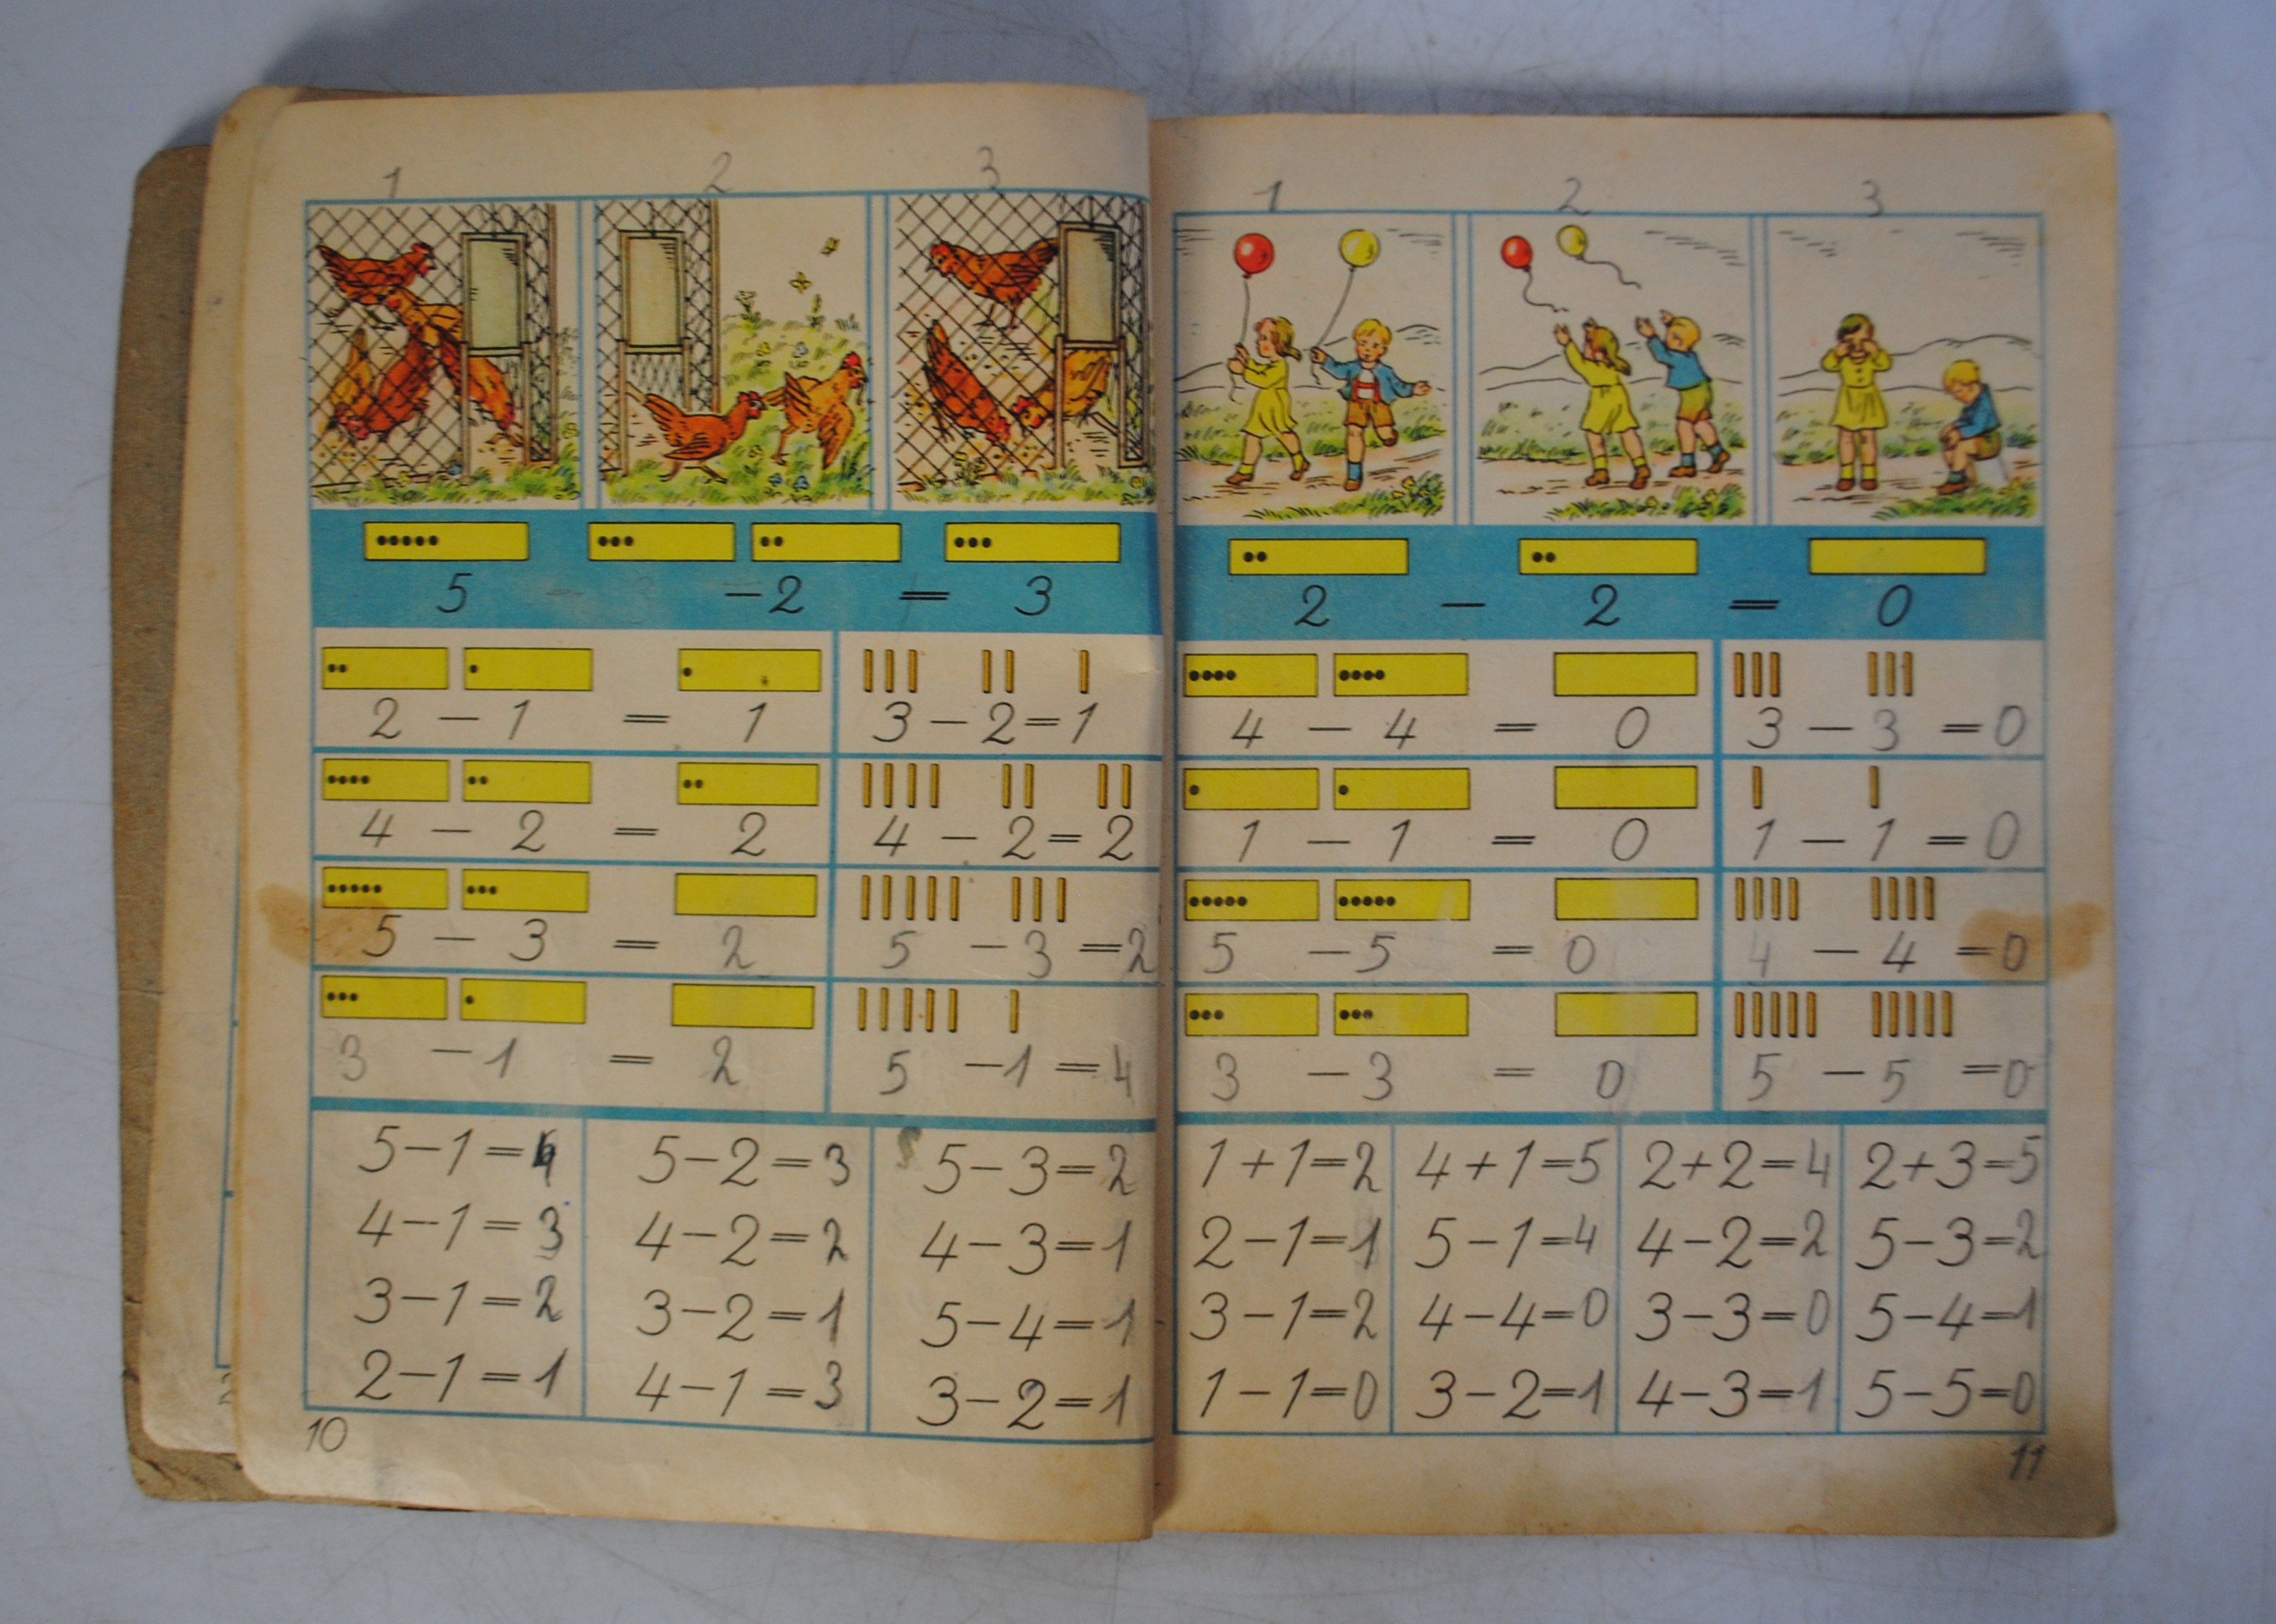 1 2 3
5 -2 = 3
2 - 1 = 1 3 - 2 = 1
4 - 2 = 2 4 - 2 = 2
5 - 3 = 2 5 - 3 = 2
3 - 1 = 2 5 - 1 = 4
5-1=4 5-2=3 5-3=2
4-1=3 4-2=2 4-3=1
3-1=2 3-2=1 5-4=1
2-1=1 4-1=3 3-2=1
10
1 2 3
2 - 2 = 0
4 - 4 = 0 3 - 3 = 0
1 - 1 = 0 1 - 1 = 0
5 - 5 = 0 4 - 4 = 0
3 - 3 = 0 5 - 5 = 0
1+1=2 4+1=5 2+2=4 2+3=5
2-1=1 5-1=4 4-2=2 5-3=2
3-1=2 4-4=0 3-3=0 5-4=1
1-1=0 3-2=1 4-3=1 5-5=0
11